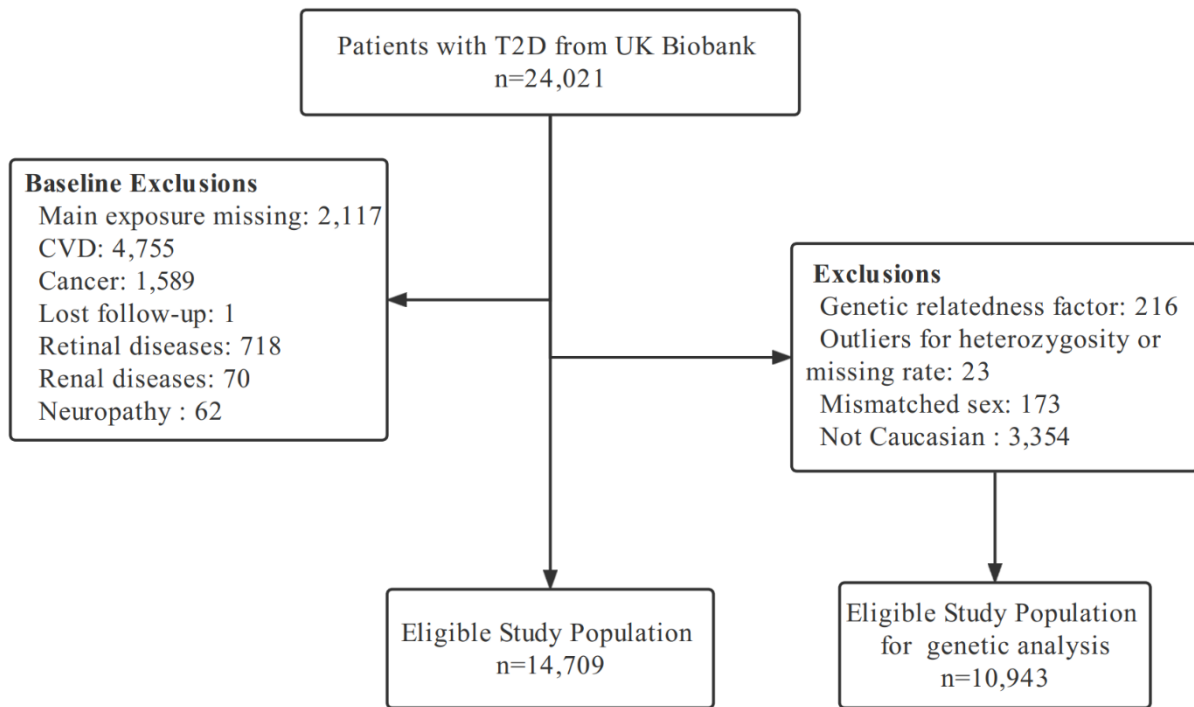 Patients with T2D from UK Biobank
n=24,021
Baseline Exclusions
Main exposure missing: 2,117
CVD: 4,755
Cancer: 1,589
Lost follow-up: 1
Retinal diseases: 718
Renal diseases: 70
Neuropathy : 62
Exclusions
Genetic relatedness factor: 216
Outliers for heterozygosity or
missing rate: 23
Mismatched sex: 173
Not Caucasian : 3,354
Eligible Study Population
n=14,709
Eligible Study Population
for genetic analysis
n=10,943